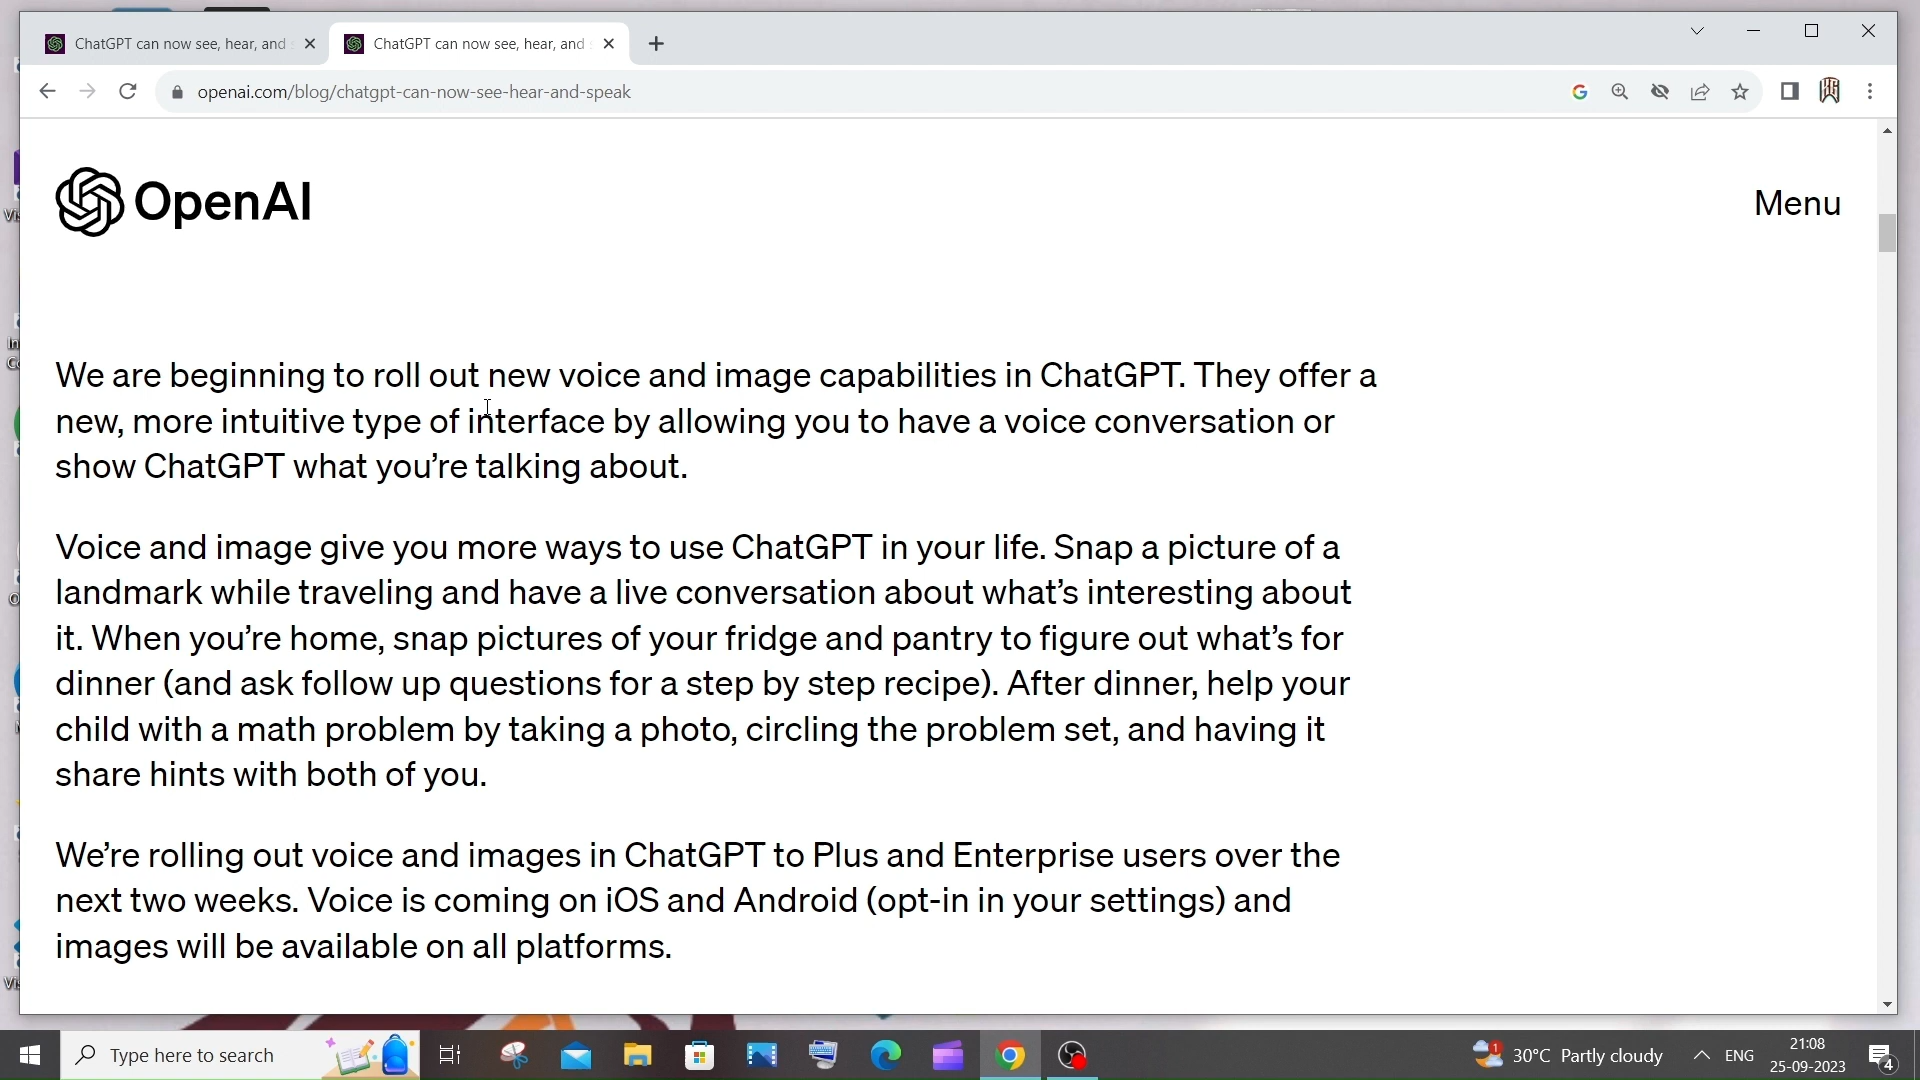 ChatGPT can now see, hear, and
ChatGPT can now see, hear, and
openai.com/blog/chatgpt-can-now-see-hear-and-speak
OpenAI
Menu
We are beginning to roll out new voice and image capabilities in ChatGPT. They offer a
new, more intuitive type of interface by allowing you to have a voice conversation or
show ChatGPT what you’re talking about.
Voice and image give you more ways to use ChatGPT in your life. Snap a picture of a
landmark while traveling and have a live conversation about what’s interesting about
it. When you’re home, snap pictures of your fridge and pantry to figure out what’s for
dinner (and ask follow up questions for a step by step recipe). After dinner, help your
child with a math problem by taking a photo, circling the problem set, and having it
share hints with both of you.
We’re rolling out voice and images in ChatGPT to Plus and Enterprise users over the
next two weeks. Voice is coming on iOS and Android (opt-in in your settings) and
images will be available on all platforms.
Type here to search
1
30°C Partly cloudy
ENG
21:08
25-09-2023
4